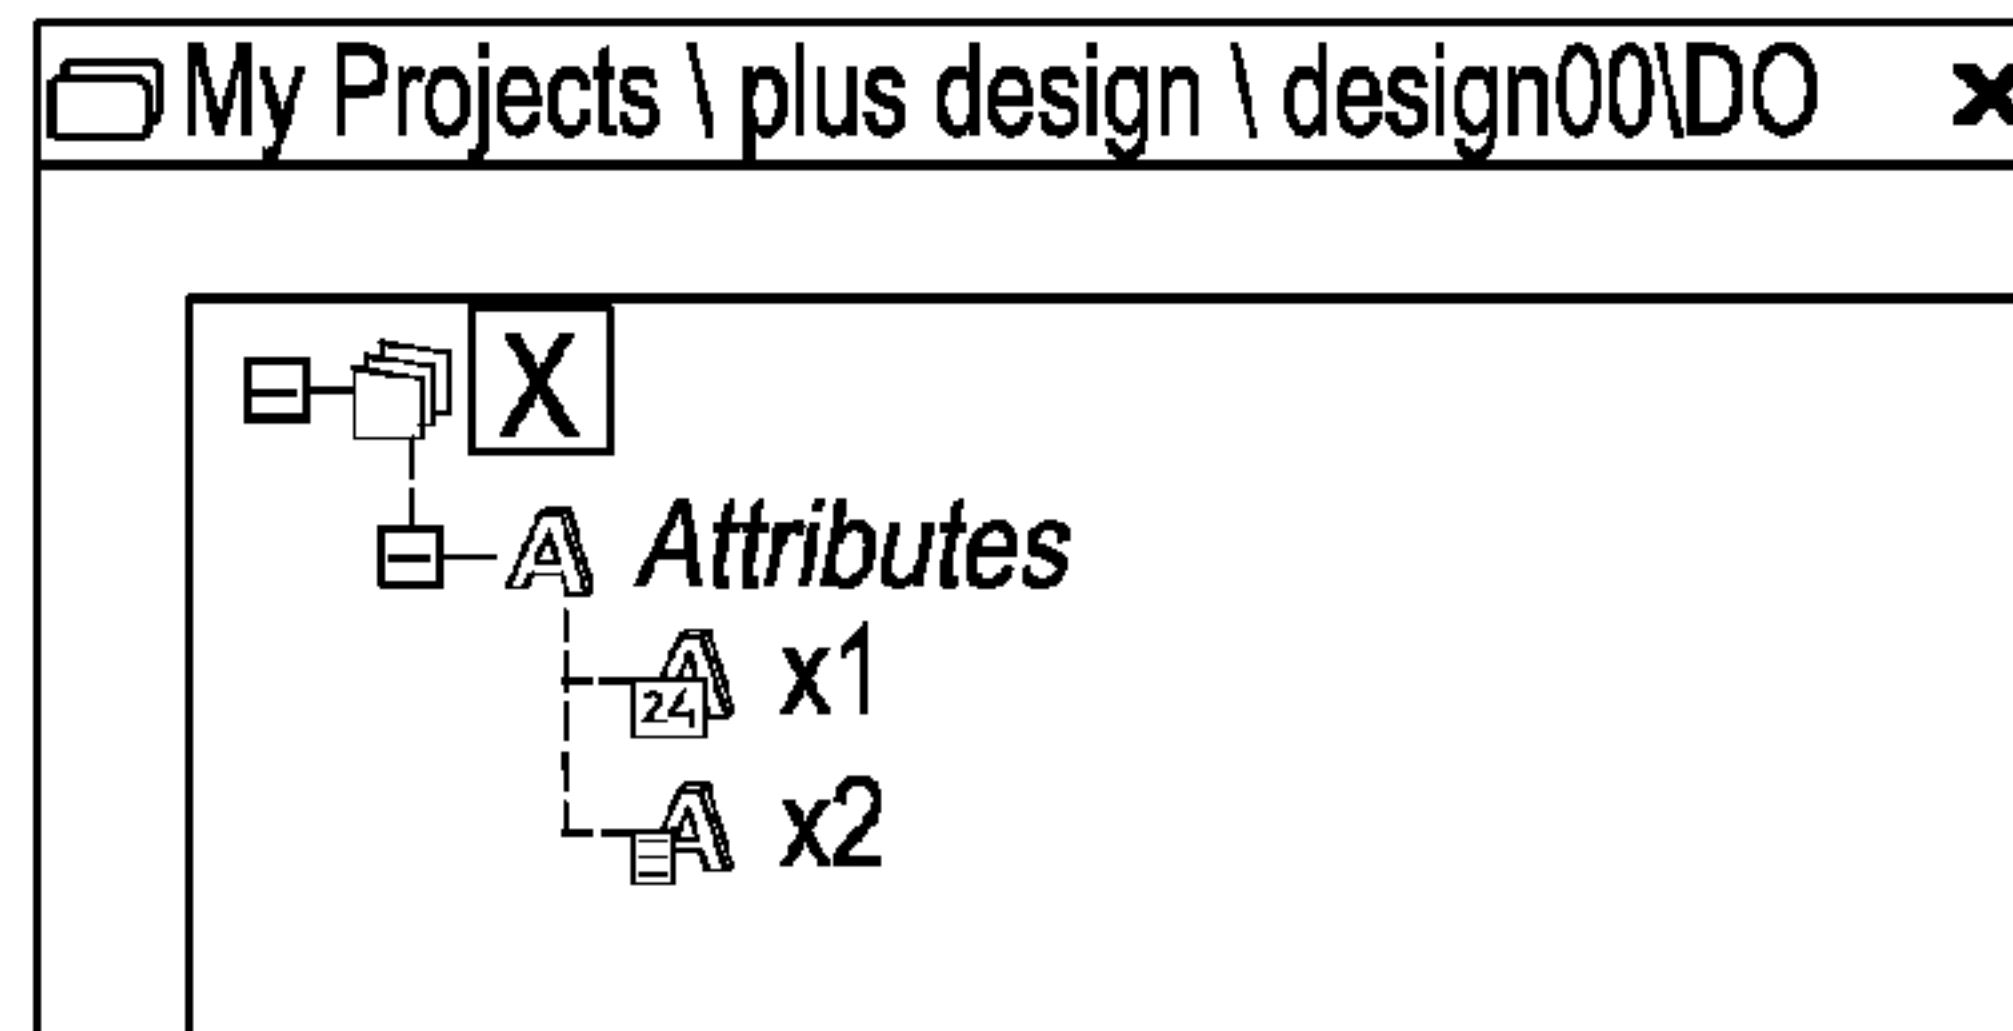 My Projects \ plus design \ design00\DO
X
Attributes
24 x1
x2